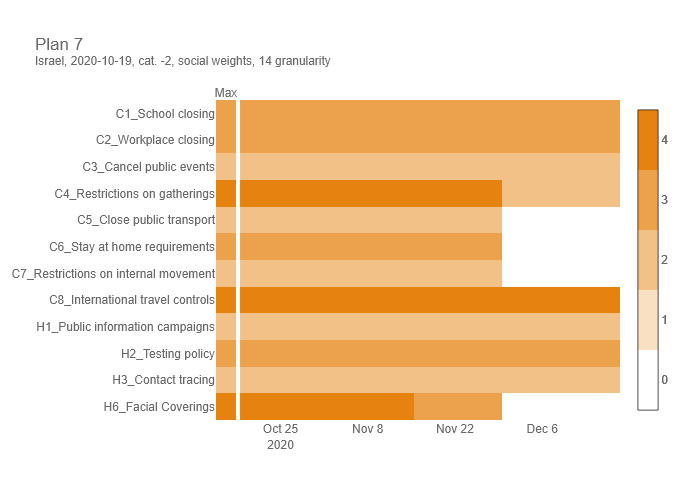 Plan 7
Israel, 2020-10-19, cat. -2, social weights, 14 granularity
Max
C1_School closing
C2_Workplace closing
C3_Cancel public events
C4_Restrictions on gatherings
C5_Close public transport
C6_Stay at home requirements
C7_Restrictions on internal movement
C8_International travel controls
H1_Public information campaigns
H2_Testing policy
H3_Contact tracing
H6_Facial Coverings
Oct 25 Nov 8 Nov 22 Dec 6
2020
4
3
2
1
0